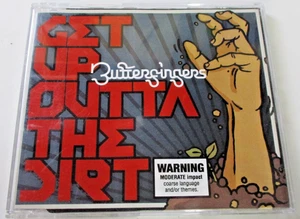 GET
UP
Butterfingers
OUTTA
THE
DIRT
WARNING
MODERATE impact
coarse language
and/or themes.